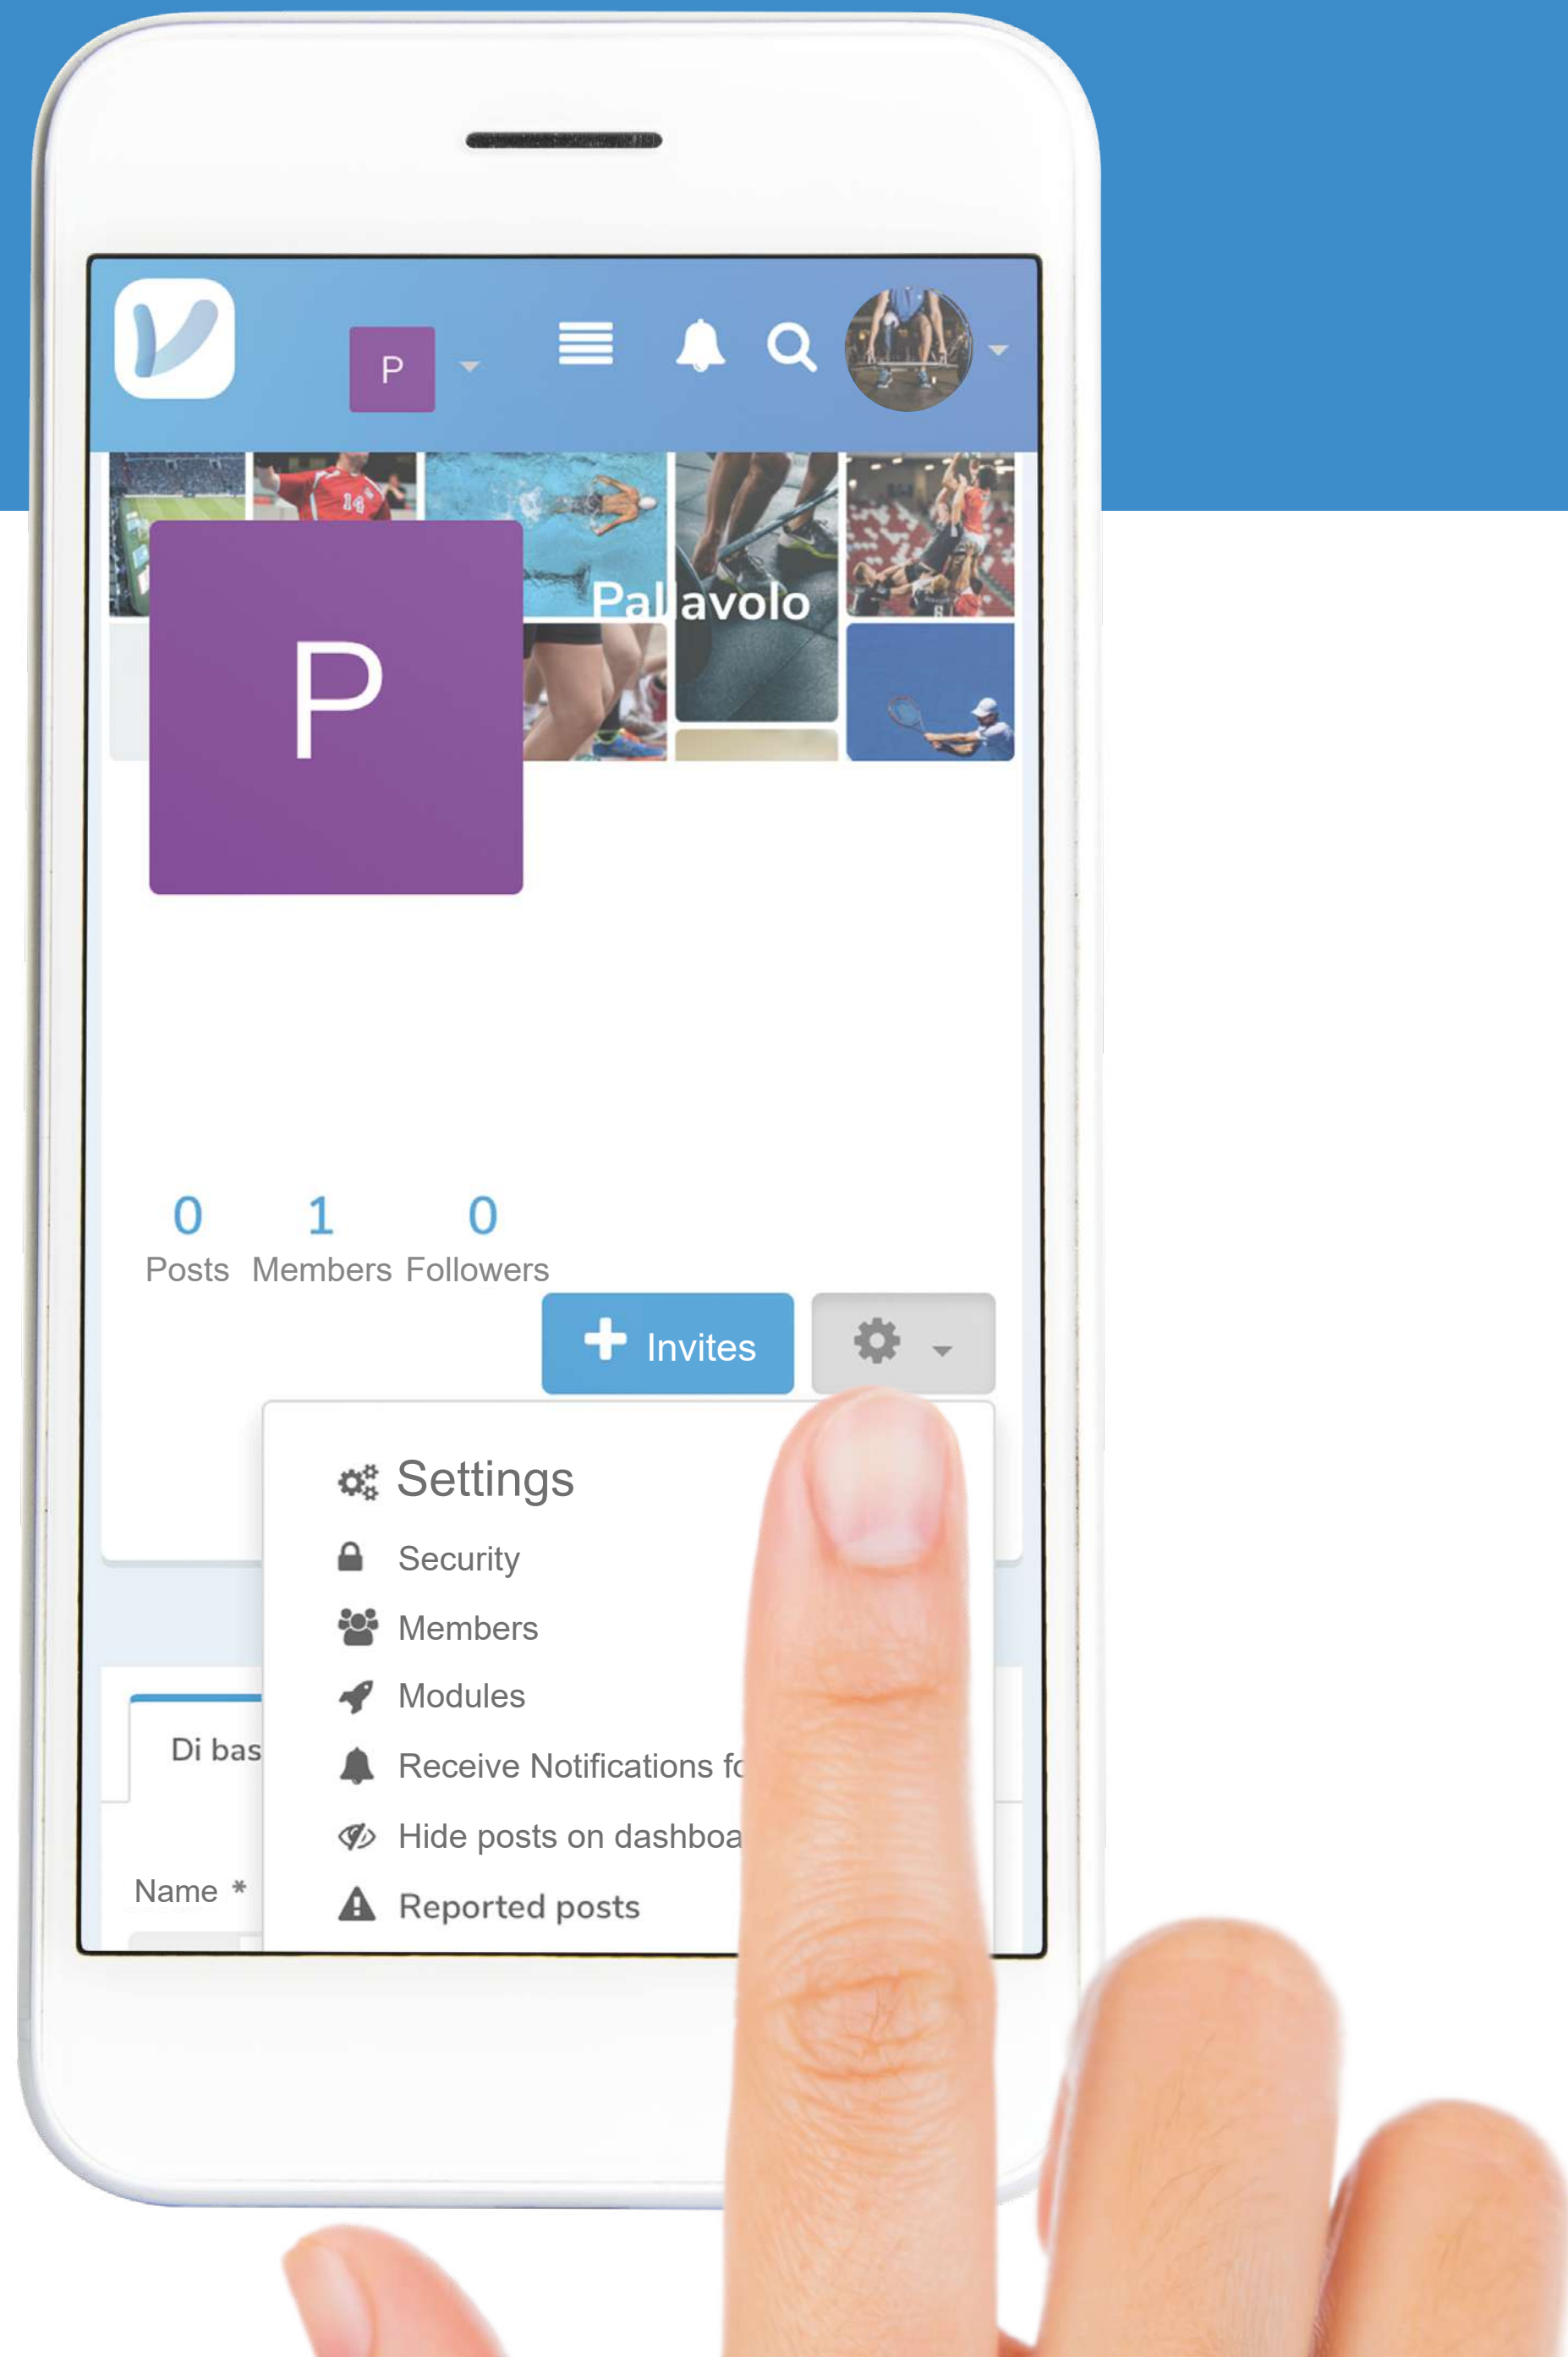 P
14
Pallavolo
P
0 1 0
Posts Members Followers
Invites
Settings
Security
Members
Modules
Receive Notifications fo
Di bas
Hide posts on dashboa
Name *
Reported posts